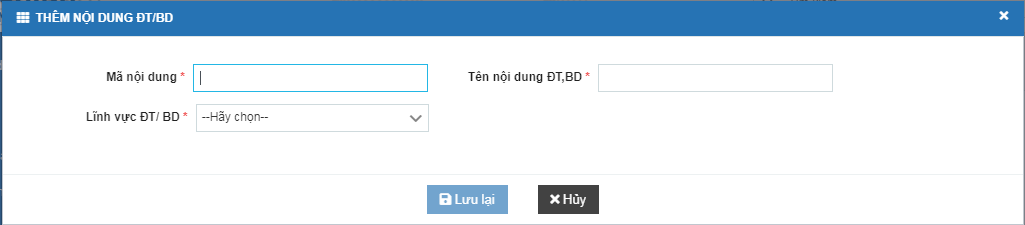 THÊM NỘI DUNG ĐT/BD
Mã nội dung * Tên nội dung ĐT,BD *
Lĩnh vực ĐT/ BD * --Hãy chọn--
Lưu lại Hủy